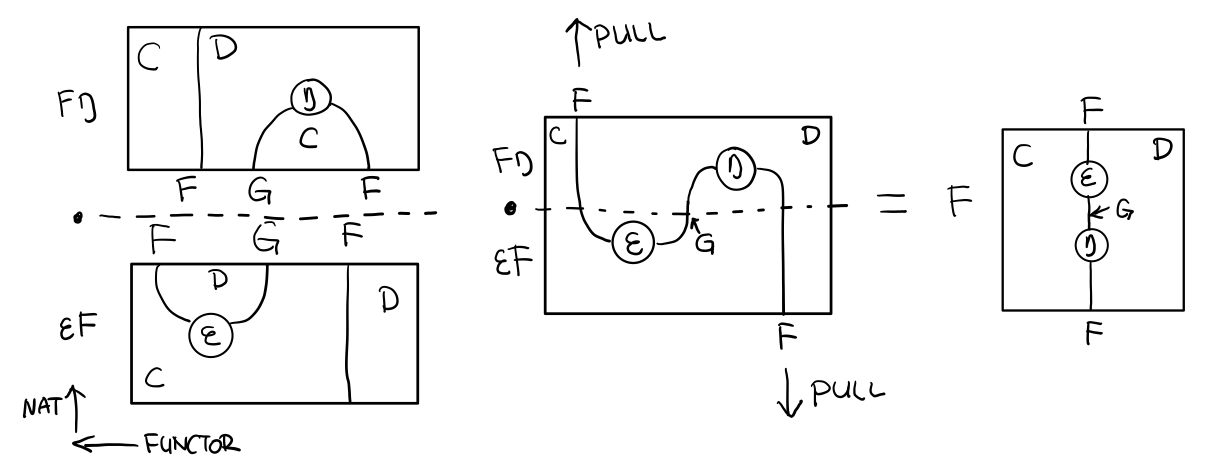 C D
Fη
η
C
F G F
F G F
D
D
εF
ε
C
NAT
FUNCTOR
PULL
F
C D
Fη
η
εF
ε
G
F
PULL
= F
F
C D
ε
G
η
F